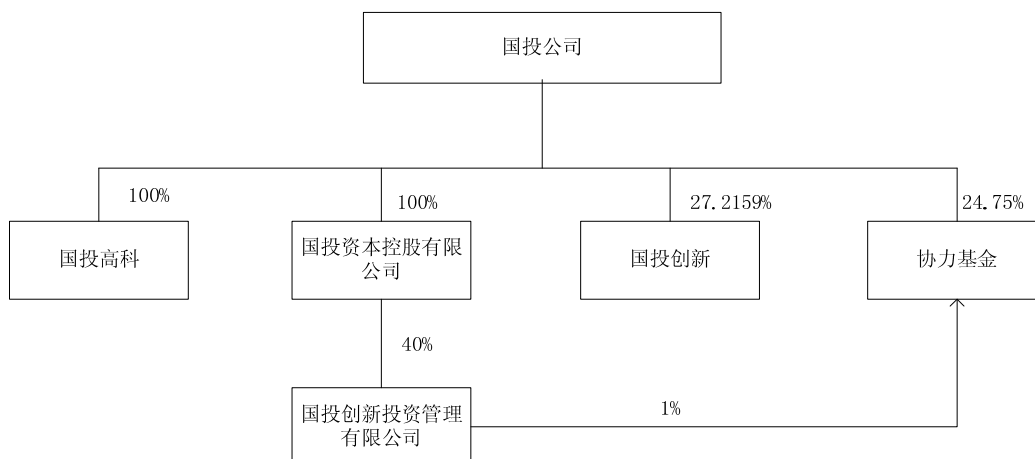 国投公司
100%
100%
27.2159%
24.75%
国投高科
国投资本控股有限
公司
国投创新
协力基金
40%
国投创新投资管理
有限公司
1%